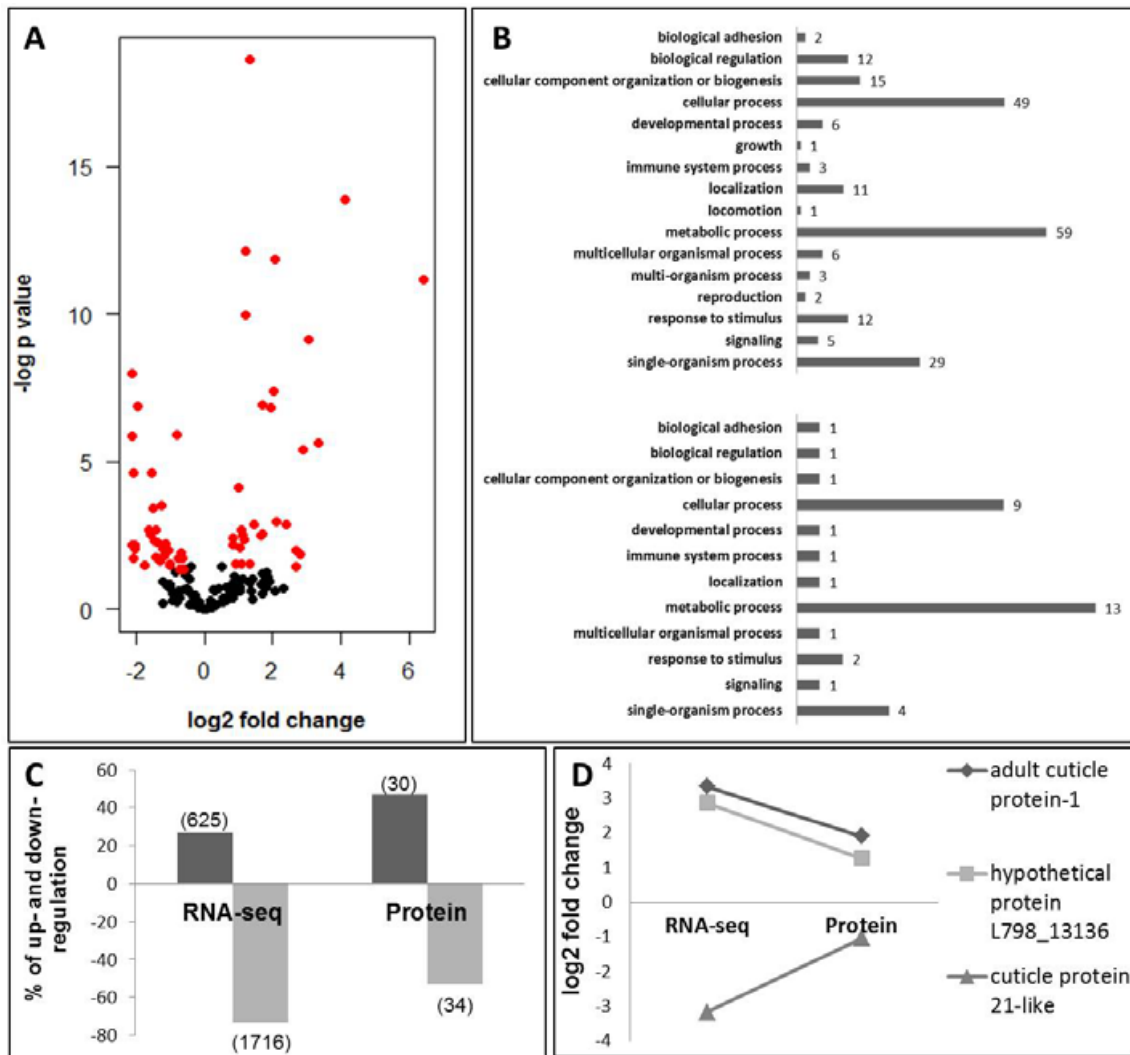 A
15
10
5
0
-log p value
-2 0 2 4 6
log2 fold change
B
biological adhesion 2
biological regulation 12
cellular component organization or biogenesis 15
cellular process 49
developmental process 6
growth 1
immune system process 3
localization 11
locomotion 1
metabolic process 59
multicellular organismal process 6
multi-organism process 3
reproduction 2
response to stimulus 12
signaling 5
single-organism process 29
biological adhesion 1
biological regulation 1
cellular component organization or biogenesis 1
cellular process 9
developmental process 1
immune system process 1
localization 1
metabolic process 13
multicellular organismal process 1
response to stimulus 2
signaling 1
single-organism process 4
C
% of up-and down-
regulation
60
40
20
0
-20
-40
-60
-80
(625)
(30)
RNA-seq Protein
(1716)
(34)
D
log2 fold change
4
3
2
1
0
-1
-2
-3
-4
RNA-seq Protein
adult cuticle
protein-1
hypothetical
protein
L798_13136
cuticle protein
21-like